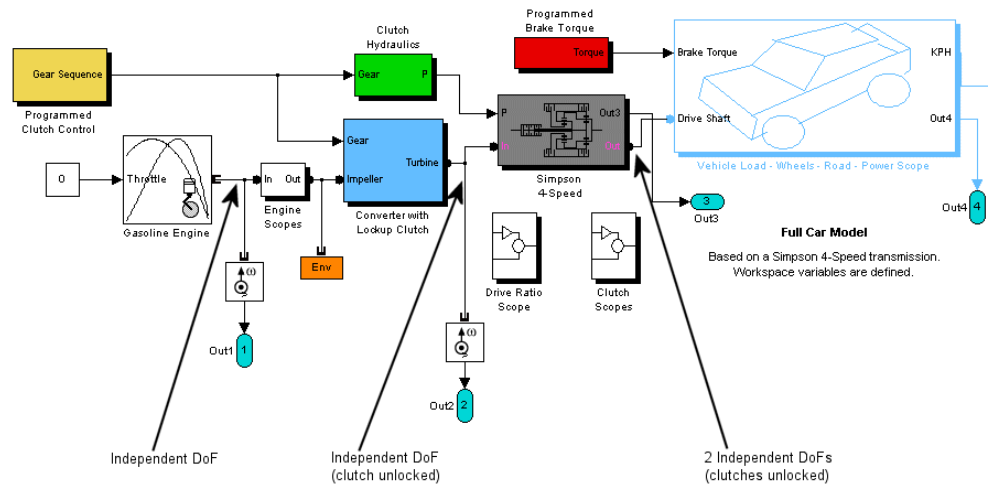 Programmed
Brake Torque
Clutch
Hydraulics
Gear Sequence
Programmed
Clutch Control
Gear
P
Torque
Brake Torque
KPH
Drive Shaft
Out4
Vehicle Load - Wheels - Road - Power Scope
P
Out3
In
Out
Simpson
4-Speed
Gear
Turbine
Impeller
Converter with
Lookup Clutch
0
Throttle
Gasoline Engine
In
Out
Engine
Scopes
Env
ω
Out1
1
ω
Out2
2
Drive Ratio
Scope
Clutch
Scopes
3
Out3
Out4
4
Full Car Model
Based on a Simpson 4-Speed transmission.
Workspace variables are defined.
Independent DoF
Independent DoF
(clutch unlocked)
2 Independent DoFs
(clutches unlocked)